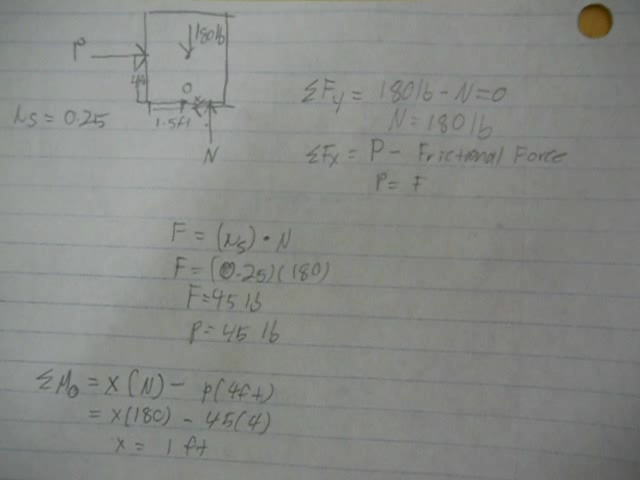 180lb
P
4ft
O
x
μs = 0.25
1.5ft
N
ΣFy = 180lb - N = 0
N = 180 lb
ΣFx = P - Frictional Force
P = F
F = (μs) • N
F = (0.25)(180)
F = 45 lb
P = 45 lb
ΣMo = x(N) - P(4ft)
= x(180) - 45(4)
x = 1 ft